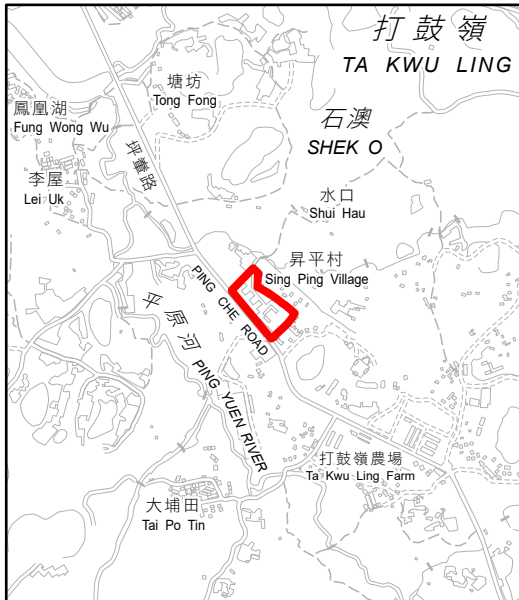 打鼓嶺
TA KWU LING
塘坊
Tong Fong
鳳凰湖
Fung Wong Wu
石澳
SHEK O
坪輋路
李屋
Lei Uk
水口
Shui Hau
昇平村
Sing Ping Village
PING CHE ROAD
平原河 PING YUEN RIVER
打鼓嶺農場
Ta Kwu Ling Farm
大埔田
Tai Po Tin